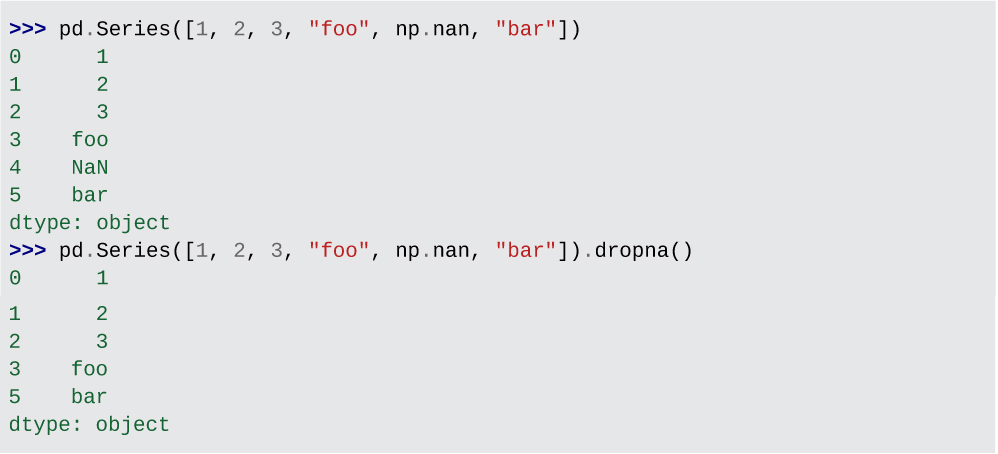 >>> pd.Series([1, 2, 3, "foo", np.nan, "bar"])
0      1
1      2
2      3
3    foo
4    NaN
5    bar
dtype: object
>>> pd.Series([1, 2, 3, "foo", np.nan, "bar"]).dropna()
0      1
1      2
2      3
3    foo
5    bar
dtype: object